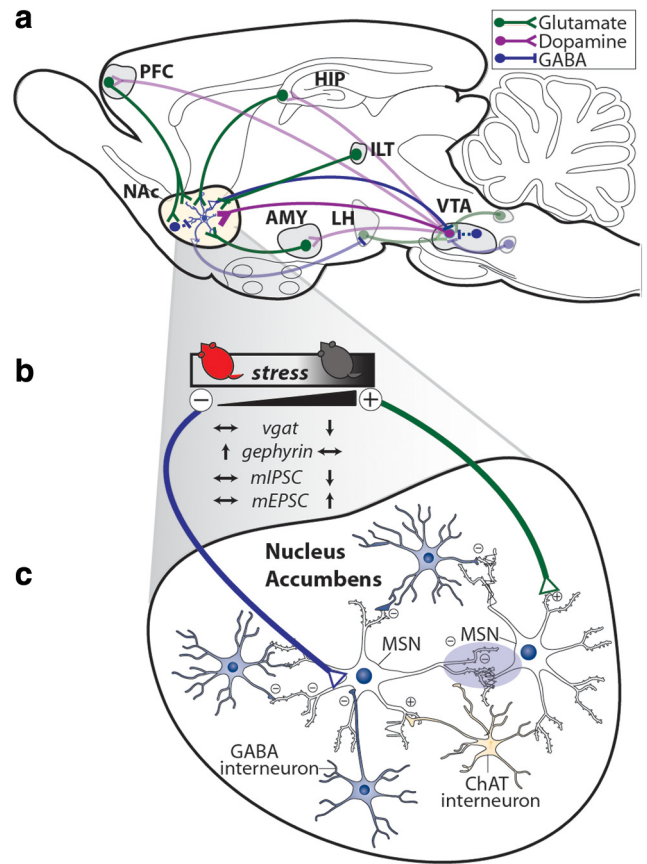 a
Glutamate
Dopamine
GABA
PFC
HIP
ILT
NAc
AMY
LH
VTA
b
stress
− +
↔ vgat ↓
↑ gephyrin ↔
↔ mIPSC ↓
↔ mEPSC ↑
c
Nucleus
Accumbens
MSN
MSN
GABA
interneuron
ChAT
interneuron